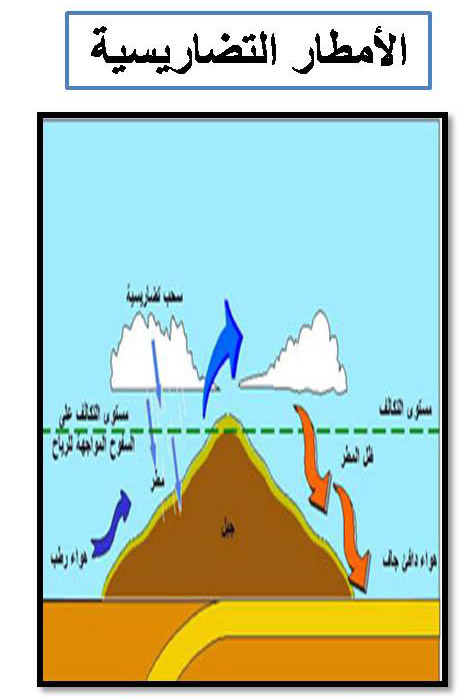 الأمطار التضاريسية
سحب تضاريسية
مستوى التكاثف على
السفوح المواجهة للرياح
مستوى التكاثف
ظل المطر
مطر
جبل
هواء رطب
هواء دافئ جاف